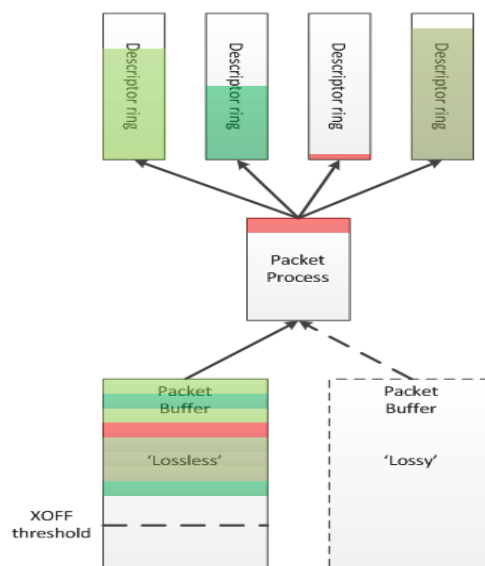 Descriptor ring
Descriptor ring
Descriptor ring
Descriptor ring
Packet
Process
Packet
Buffer
'Lossless'
Packet
Buffer
'Lossy'
XOFF
threshold